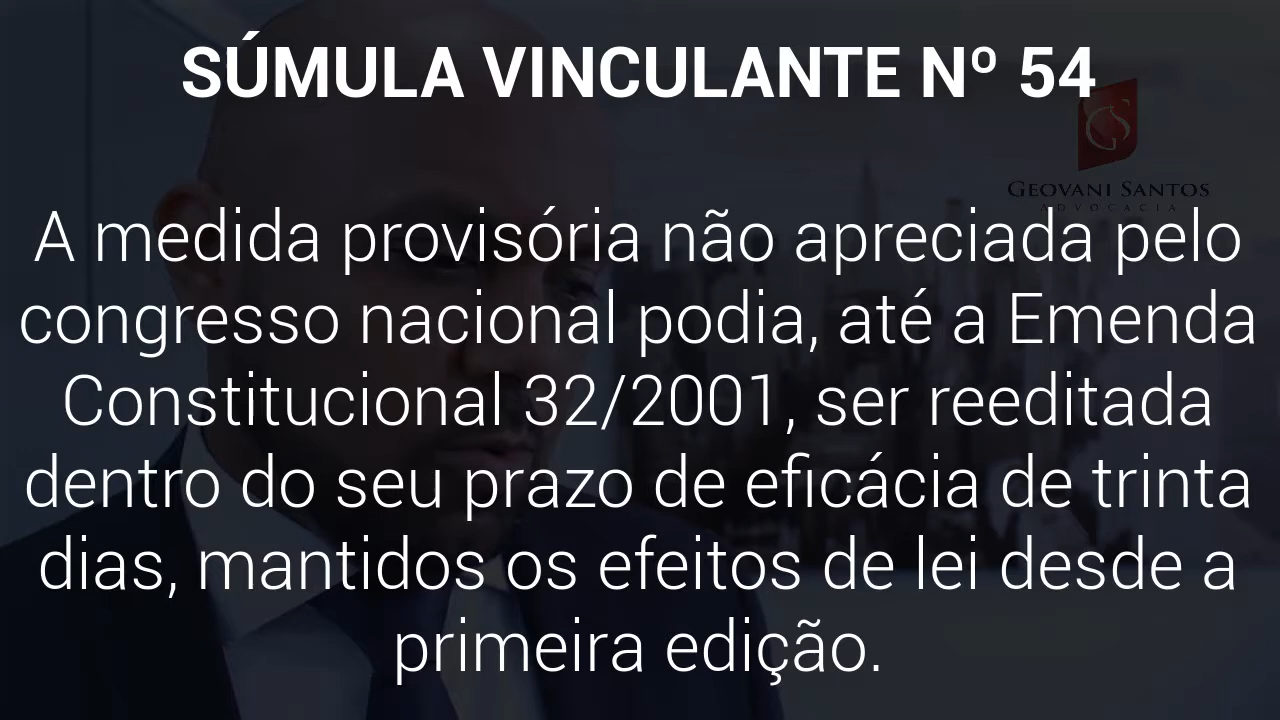 SÚMULA VINCULANTE Nº 54
GEOVANI SANTOS
ADVOCACIA
A medida provisória não apreciada pelo
congresso nacional podia, até a Emenda
Constitucional 32/2001, ser reeditada
dentro do seu prazo de eficácia de trinta
dias, mantidos os efeitos de lei desde a
primeira edição.